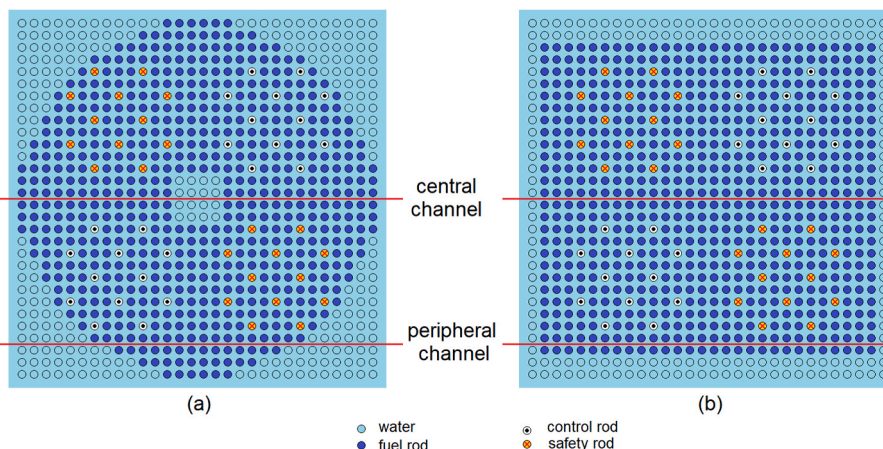 central
channel
peripheral
channel
(a)
(b)
water
control rod
fuel rod
safety rod